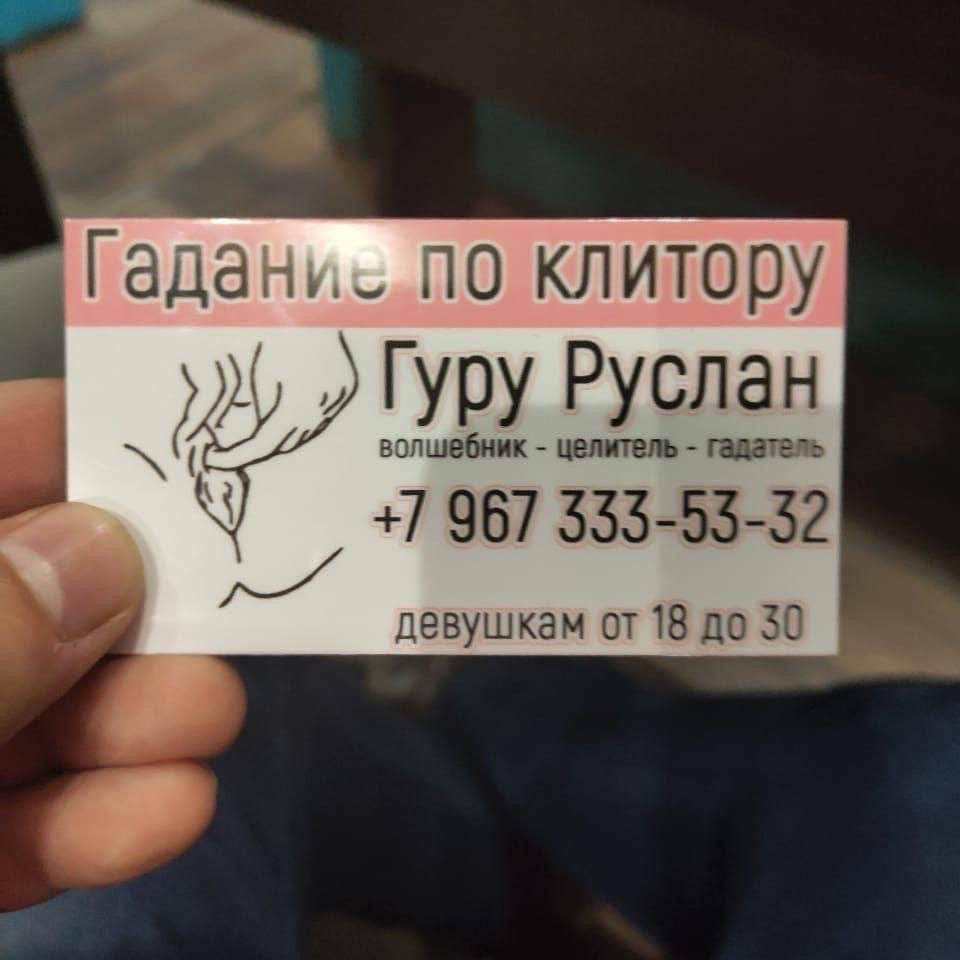 Гадание по клитору
Гуру Руслан
волшебник - целитель - гадатель
+7 967 333-53-32
девушкам от 18 до 30